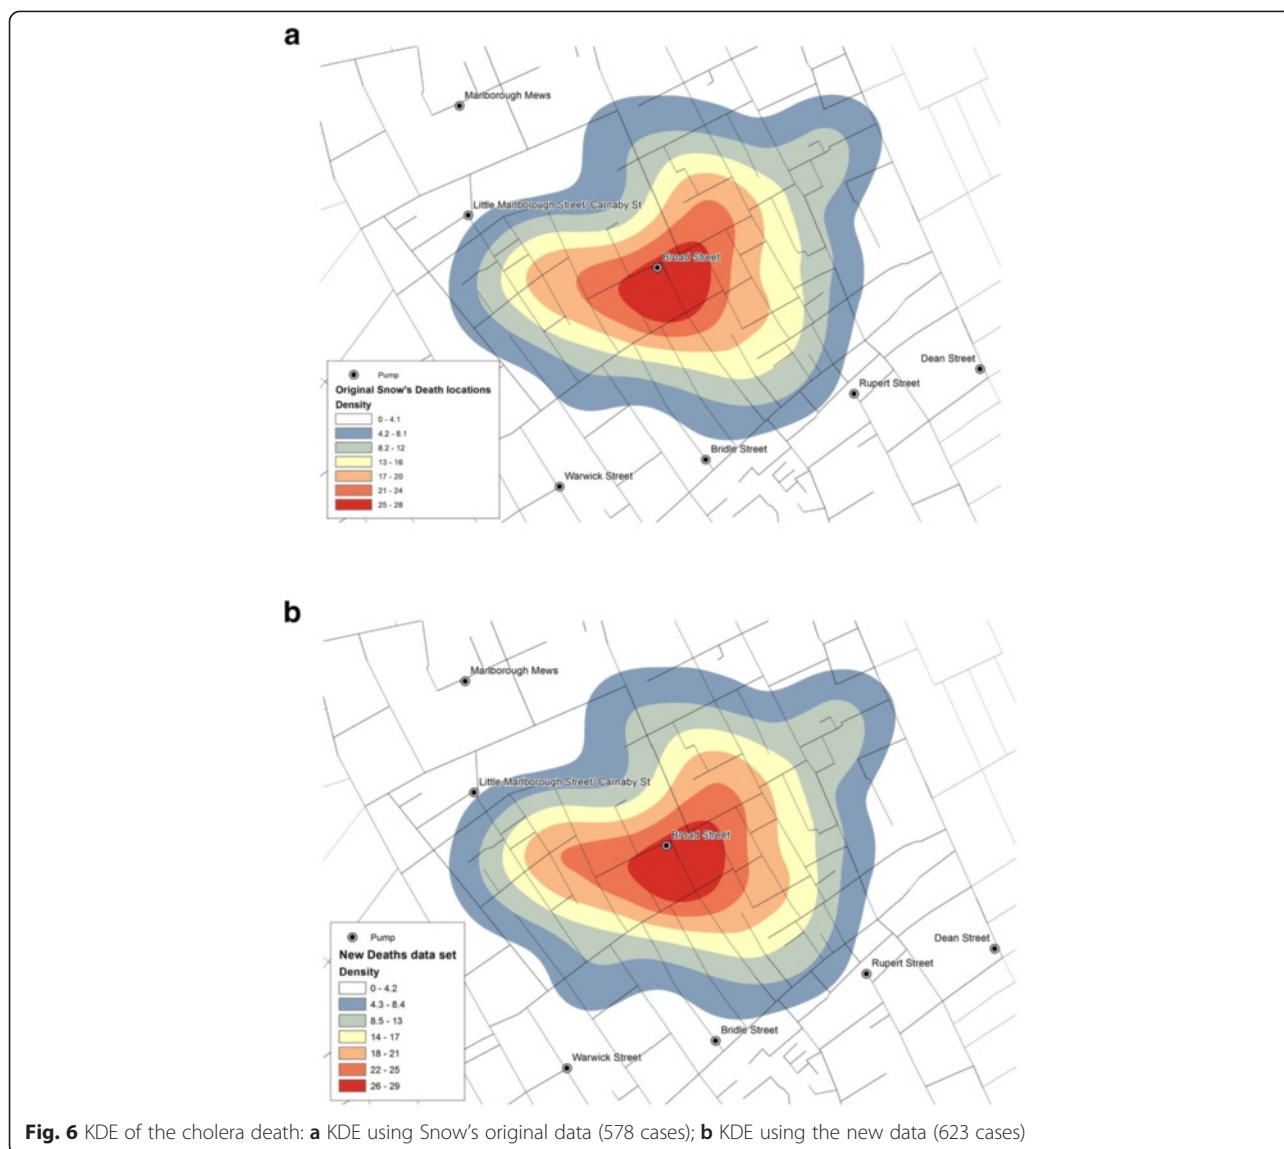 a
Marlborough Mews
Little Marlborough Street/ Carnaby St
Broad Street
Dean Street
Rupert Street
Bridle Street
Warwick Street
Pump
Original Snow's Death locations
Density
0 - 4.1
4.2 - 8.1
8.2 - 12
13 - 16
17 - 20
21 - 24
25 - 28
b
Marlborough Mews
Little Marlborough Street/ Carnaby St
Broad Street
Dean Street
Rupert Street
Bridle Street
Warwick Street
Pump
New Deaths data set
Density
0 - 4.2
4.3 - 8.4
8.5 - 13
14 - 17
18 - 21
22 - 25
26 - 29
Fig. 6 KDE of the cholera death: a KDE using Snow's original data (578 cases); b KDE using the new data (623 cases)